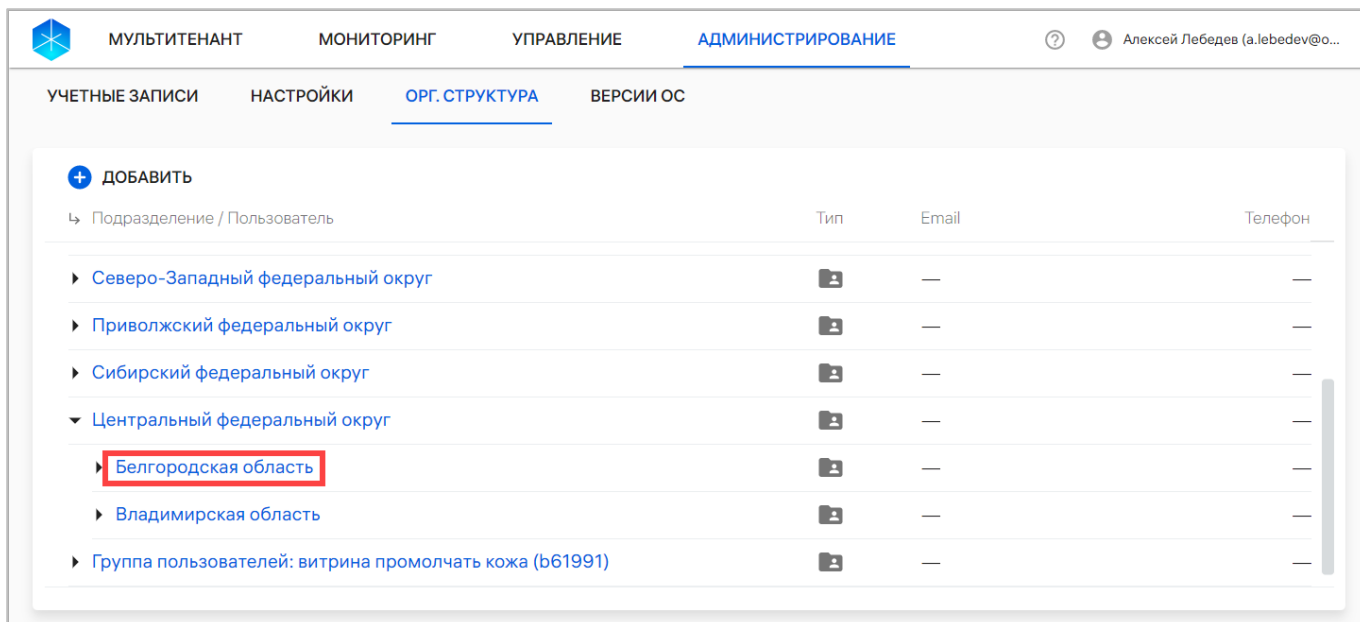 МУЛЬТИТЕНАНТ МОНИТОРИНГ УПРАВЛЕНИЕ АДМИНИСТРИРОВАНИЕ Алексей Лебедев (a.lebedev@o...
УЧЕТНЫЕ ЗАПИСИ НАСТРОЙКИ ОРГ. СТРУКТУРА ВЕРСИИ ОС
ДОБАВИТЬ
Подразделение / Пользователь Тип Email Телефон
Северо-Западный федеральный округ — —
Приволжский федеральный округ — —
Сибирский федеральный округ — —
Центральный федеральный округ — —
Белгородская область — —
Владимирская область — —
Группа пользователей: витрина промолчать кожа (b61991) — —